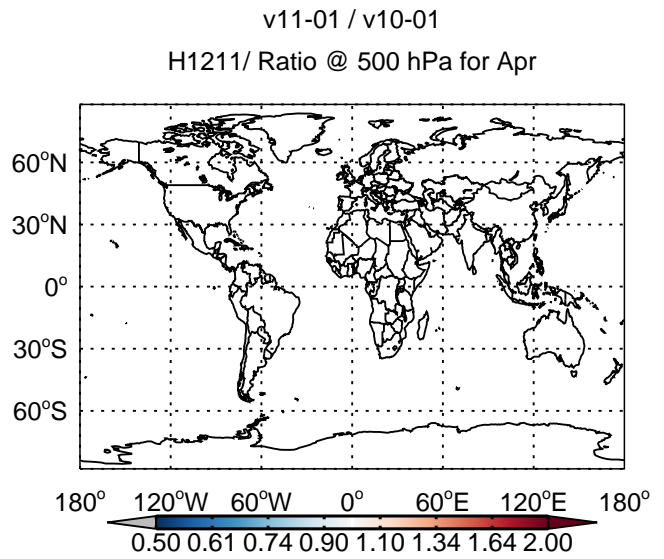 v11-01 / v10-01
H1211/ Ratio @ 500 hPa for Apr
60°N
30°N
0°
30°S
60°S
180° 120°W 60°W 0° 60°E 120°E 180°
0.50 0.61 0.74 0.90 1.10 1.34 1.64 2.00